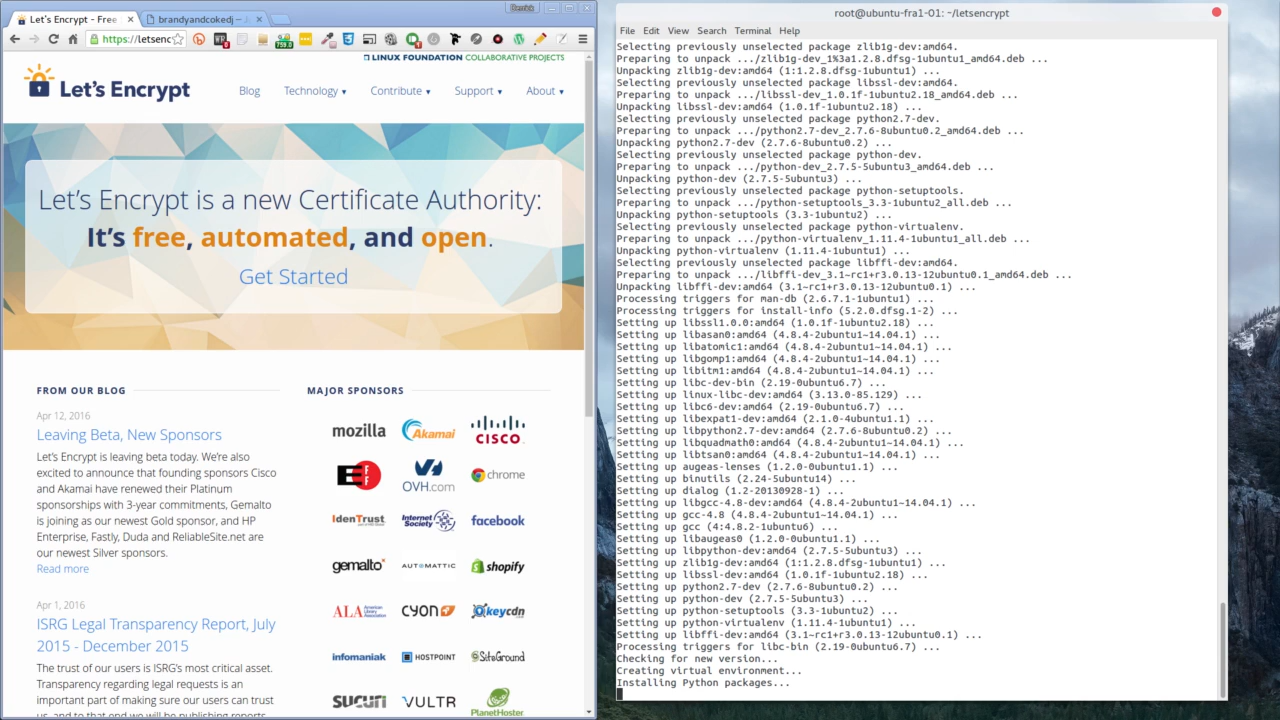 Derrick
Let's Encrypt - Free
brandyandcokedj –
https://letsenc
759.0
LINUX FOUNDATION COLLABORATIVE PROJECTS
Let's Encrypt
Blog
Technology
Contribute
Support
About
Let's Encrypt is a new Certificate Authority:
It's free, automated, and open.
Get Started
FROM OUR BLOG
Apr 12, 2016
Leaving Beta, New Sponsors
Let's Encrypt is leaving beta today. We're also
excited to announce that founding sponsors Cisco
and Akamai have renewed their Platinum
sponsorships with 3-year commitments, Gemalto
is joining as our newest Gold sponsor, and HP
Enterprise, Fastly, Duda and ReliableSite.net are
our newest Silver sponsors.
Read more
Apr 1, 2016
ISRG Legal Transparency Report, July
2015 - December 2015
The trust of our users is ISRG's most critical asset.
Transparency regarding legal requests is an
important part of making sure our users can trust
us, and to that end we will be publishing reports
MAJOR SPONSORS
mozilla
Akamai
CISCO
EFF
OVH.com
chrome
IdenTrust
Internet
Society
facebook
gemalto
AUTOMATTIC
shopify
ALA American
Library
Association
CYON
keycdn
infomaniak
HOSTPOINT
SiteGround
SUCURI
VULTR
PlanetHoster
root@ubuntu-fra1-01: ~/letsencrypt
File Edit View Search Terminal Help
Selecting previously unselected package zlib1g-dev:amd64.
Preparing to unpack .../zlib1g-dev_1%3a1.2.8.dfsg-1ubuntu1_amd64.deb ...
Unpacking zlib1g-dev:amd64 (1:1.2.8.dfsg-1ubuntu1) ...
Selecting previously unselected package libssl-dev:amd64.
Preparing to unpack .../libssl-dev_1.0.1f-1ubuntu2.18_amd64.deb ...
Unpacking libssl-dev:amd64 (1.0.1f-1ubuntu2.18) ...
Selecting previously unselected package python2.7-dev.
Preparing to unpack .../python2.7-dev_2.7.6-8ubuntu0.2_amd64.deb ...
Unpacking python2.7-dev (2.7.6-8ubuntu0.2) ...
Selecting previously unselected package python-dev.
Preparing to unpack .../python-dev_2.7.5-5ubuntu3_amd64.deb ...
Unpacking python-dev (2.7.5-5ubuntu3) ...
Selecting previously unselected package python-setuptools.
Preparing to unpack .../python-setuptools_3.3-1ubuntu2_all.deb ...
Unpacking python-setuptools (3.3-1ubuntu2) ...
Selecting previously unselected package python-virtualenv.
Preparing to unpack .../python-virtualenv_1.11.4-1ubuntu1_all.deb ...
Unpacking python-virtualenv (1.11.4-1ubuntu1) ...
Selecting previously unselected package libffi-dev:amd64.
Preparing to unpack .../libffi-dev_3.1~rc1+r3.0.13-12ubuntu0.1_amd64.deb ...
Unpacking libffi-dev:amd64 (3.1~rc1+r3.0.13-12ubuntu0.1) ...
Processing triggers for man-db (2.6.7.1-1ubuntu1) ...
Processing triggers for install-info (5.2.0.dfsg.1-2) ...
Setting up libssl1.0.0:amd64 (1.0.1f-1ubuntu2.18) ...
Setting up libasan0:amd64 (4.8.4-2ubuntu1~14.04.1) ...
Setting up libatomic1:amd64 (4.8.4-2ubuntu1~14.04.1) ...
Setting up libgomp1:amd64 (4.8.4-2ubuntu1~14.04.1) ...
Setting up libitm1:amd64 (4.8.4-2ubuntu1~14.04.1) ...
Setting up libc-dev-bin (2.19-0ubuntu6.7) ...
Setting up linux-libc-dev:amd64 (3.13.0-85.129) ...
Setting up libc6-dev:amd64 (2.19-0ubuntu6.7) ...
Setting up libexpat1-dev:amd64 (2.1.0-4ubuntu1.1) ...
Setting up libpython2.7-dev:amd64 (2.7.6-8ubuntu0.2) ...
Setting up libquadmath0:amd64 (4.8.4-2ubuntu1~14.04.1) ...
Setting up libtsan0:amd64 (4.8.4-2ubuntu1~14.04.1) ...
Setting up augeas-lenses (1.2.0-0ubuntu1.1) ...
Setting up binutils (2.24-5ubuntu14) ...
Setting up dialog (1.2-20130928-1) ...
Setting up libgcc-4.8-dev:amd64 (4.8.4-2ubuntu1~14.04.1) ...
Setting up gcc-4.8 (4.8.4-2ubuntu1~14.04.1) ...
Setting up gcc (4:4.8.2-1ubuntu6) ...
Setting up libaugeas0 (1.2.0-0ubuntu1.1) ...
Setting up libpython-dev:amd64 (2.7.5-5ubuntu3) ...
Setting up zlib1g-dev:amd64 (1:1.2.8.dfsg-1ubuntu1) ...
Setting up libssl-dev:amd64 (1.0.1f-1ubuntu2.18) ...
Setting up python2.7-dev (2.7.6-8ubuntu0.2) ...
Setting up python-dev (2.7.5-5ubuntu3) ...
Setting up python-setuptools (3.3-1ubuntu2) ...
Setting up python-virtualenv (1.11.4-1ubuntu1) ...
Setting up libffi-dev:amd64 (3.1~rc1+r3.0.13-12ubuntu0.1) ...
Processing triggers for libc-bin (2.19-0ubuntu6.7) ...
Checking for new version...
Creating virtual environment...
Installing Python packages...